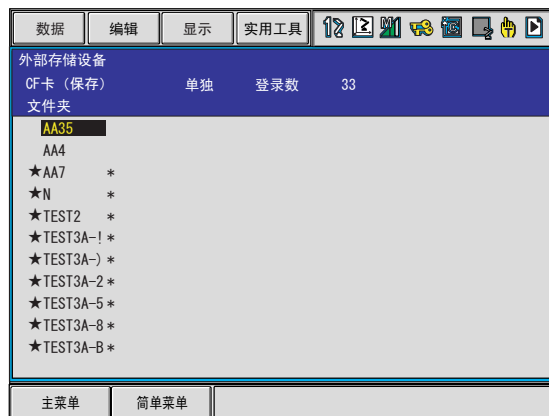 数据 编辑 显示 实用工具
外部存储设备
CF卡（保存） 单独 登录数 33
文件夹
AA35
AA4
★AA7 *
★N *
★TEST2 *
★TEST3A-! *
★TEST3A-) *
★TEST3A-2 *
★TEST3A-5 *
★TEST3A-8 *
★TEST3A-B *
主菜单 简单菜单